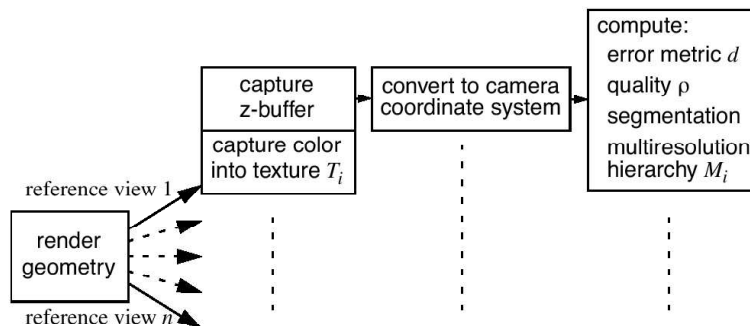 capture
z-buffer
capture color
into texture Tᵢ
convert to camera
coordinate system
compute:
error metric d
quality ρ
segmentation
multiresolution
hierarchy Mᵢ
reference view 1
render
geometry
reference view n